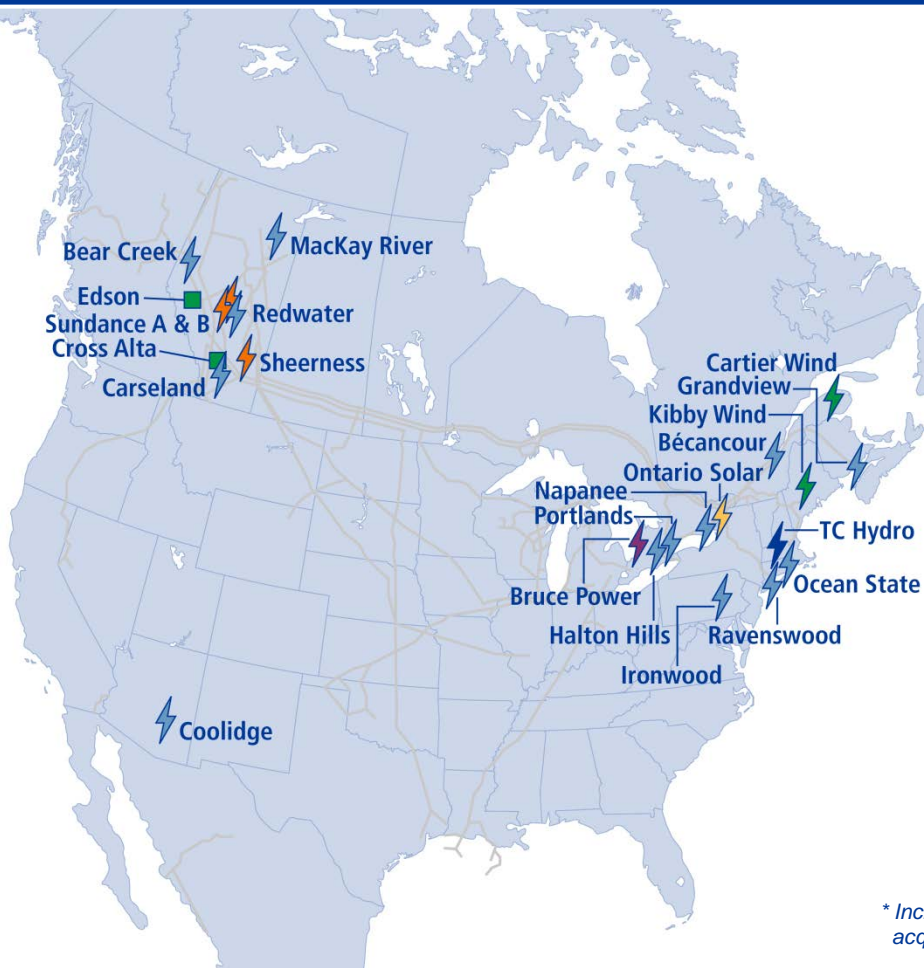 Bear Creek
MacKay River
Edson
Sundance A & B
Redwater
Cross Alta
Sheerness
Carseland
Cartier Wind
Grandview
Kibby Wind
Bécancour
Ontario Solar
Napanee
Portlands
TC Hydro
Bruce Power
Ocean State
Halton Hills
Ravenswood
Ironwood
Coolidge
* Inc
acq